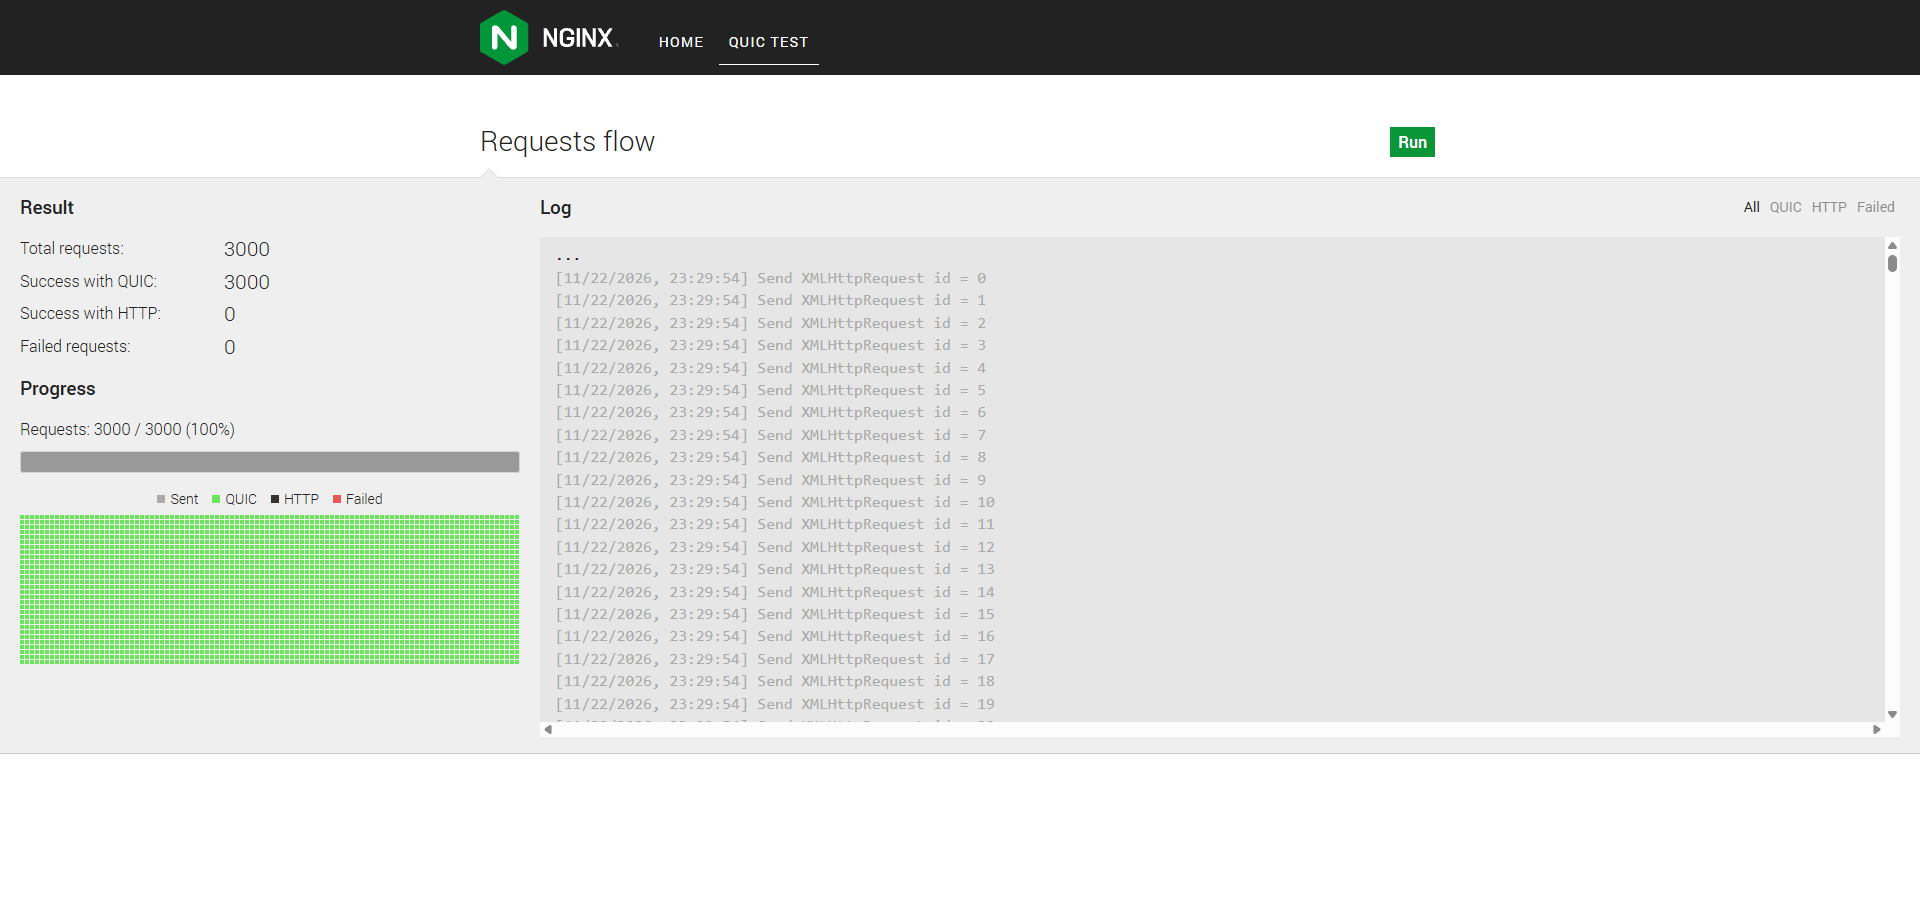 NGINX
HOME
QUIC TEST
Requests flow
Run
Result
Total requests: 3000
Success with QUIC: 3000
Success with HTTP: 0
Failed requests: 0
Progress
Requests: 3000 / 3000 (100%)
Sent QUIC HTTP Failed
Log
All QUIC HTTP Failed
...
[11/22/2026, 23:29:54] Send XMLHttpRequest id = 0
[11/22/2026, 23:29:54] Send XMLHttpRequest id = 1
[11/22/2026, 23:29:54] Send XMLHttpRequest id = 2
[11/22/2026, 23:29:54] Send XMLHttpRequest id = 3
[11/22/2026, 23:29:54] Send XMLHttpRequest id = 4
[11/22/2026, 23:29:54] Send XMLHttpRequest id = 5
[11/22/2026, 23:29:54] Send XMLHttpRequest id = 6
[11/22/2026, 23:29:54] Send XMLHttpRequest id = 7
[11/22/2026, 23:29:54] Send XMLHttpRequest id = 8
[11/22/2026, 23:29:54] Send XMLHttpRequest id = 9
[11/22/2026, 23:29:54] Send XMLHttpRequest id = 10
[11/22/2026, 23:29:54] Send XMLHttpRequest id = 11
[11/22/2026, 23:29:54] Send XMLHttpRequest id = 12
[11/22/2026, 23:29:54] Send XMLHttpRequest id = 13
[11/22/2026, 23:29:54] Send XMLHttpRequest id = 14
[11/22/2026, 23:29:54] Send XMLHttpRequest id = 15
[11/22/2026, 23:29:54] Send XMLHttpRequest id = 16
[11/22/2026, 23:29:54] Send XMLHttpRequest id = 17
[11/22/2026, 23:29:54] Send XMLHttpRequest id = 18
[11/22/2026, 23:29:54] Send XMLHttpRequest id = 19